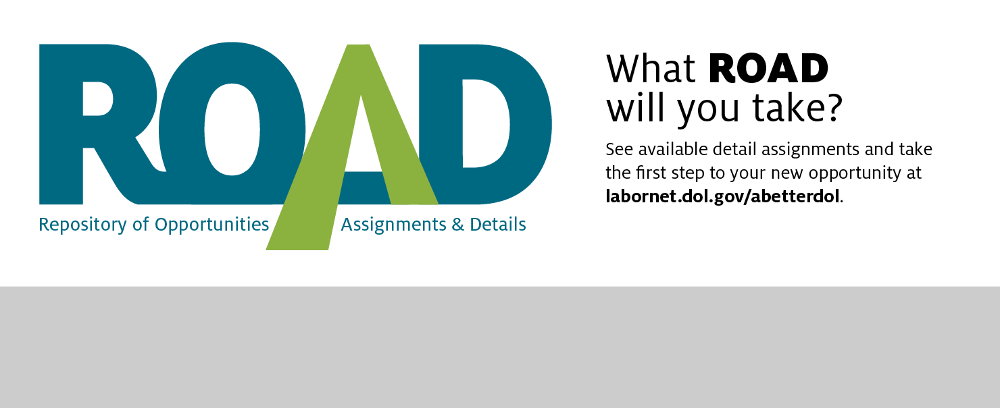 ROAD
Repository of Opportunities Assignments & Details
What ROAD
will you take?
See available detail assignments and take
the first step to your new opportunity at
labornet.dol.gov/abetterdol.